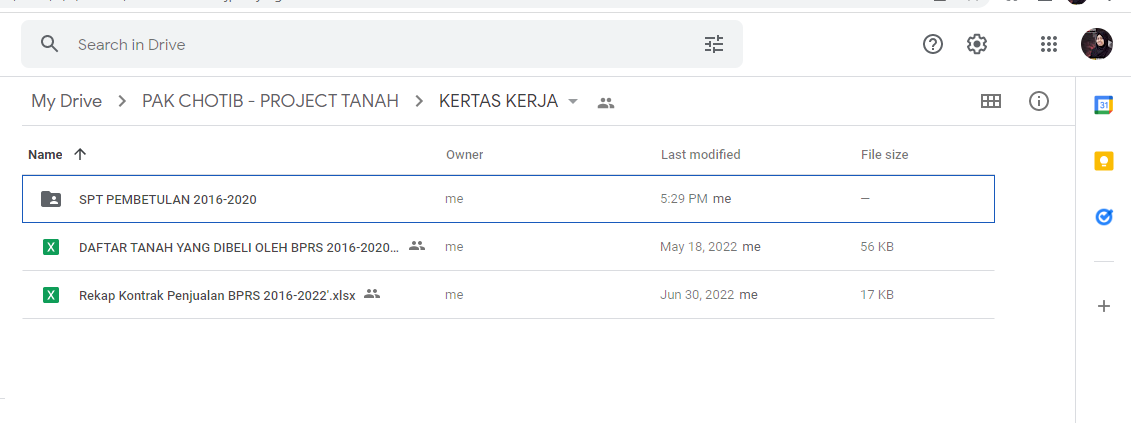 Search in Drive
My Drive > PAK CHOTIB - PROJECT TANAH > KERTAS KERJA
Name Owner Last modified File size
SPT PEMBETULAN 2016-2020 me 5:29 PM me —
DAFTAR TANAH YANG DIBELI OLEH BPRS 2016-2020... me May 18, 2022 me 56 KB
Rekap Kontrak Penjualan BPRS 2016-2022'.xlsx me Jun 30, 2022 me 17 KB
31